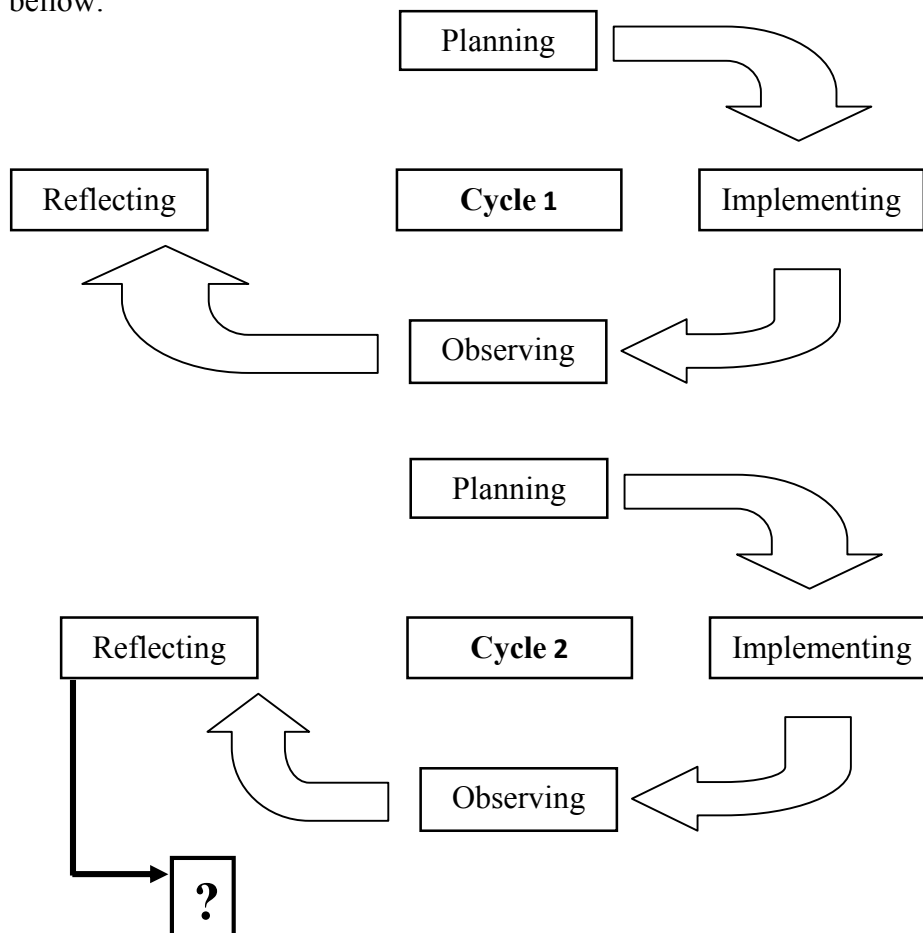 bellow.
Planning
Reflecting
Cycle 1
Implementing
Observing
Planning
Reflecting
Cycle 2
Implementing
Observing
?